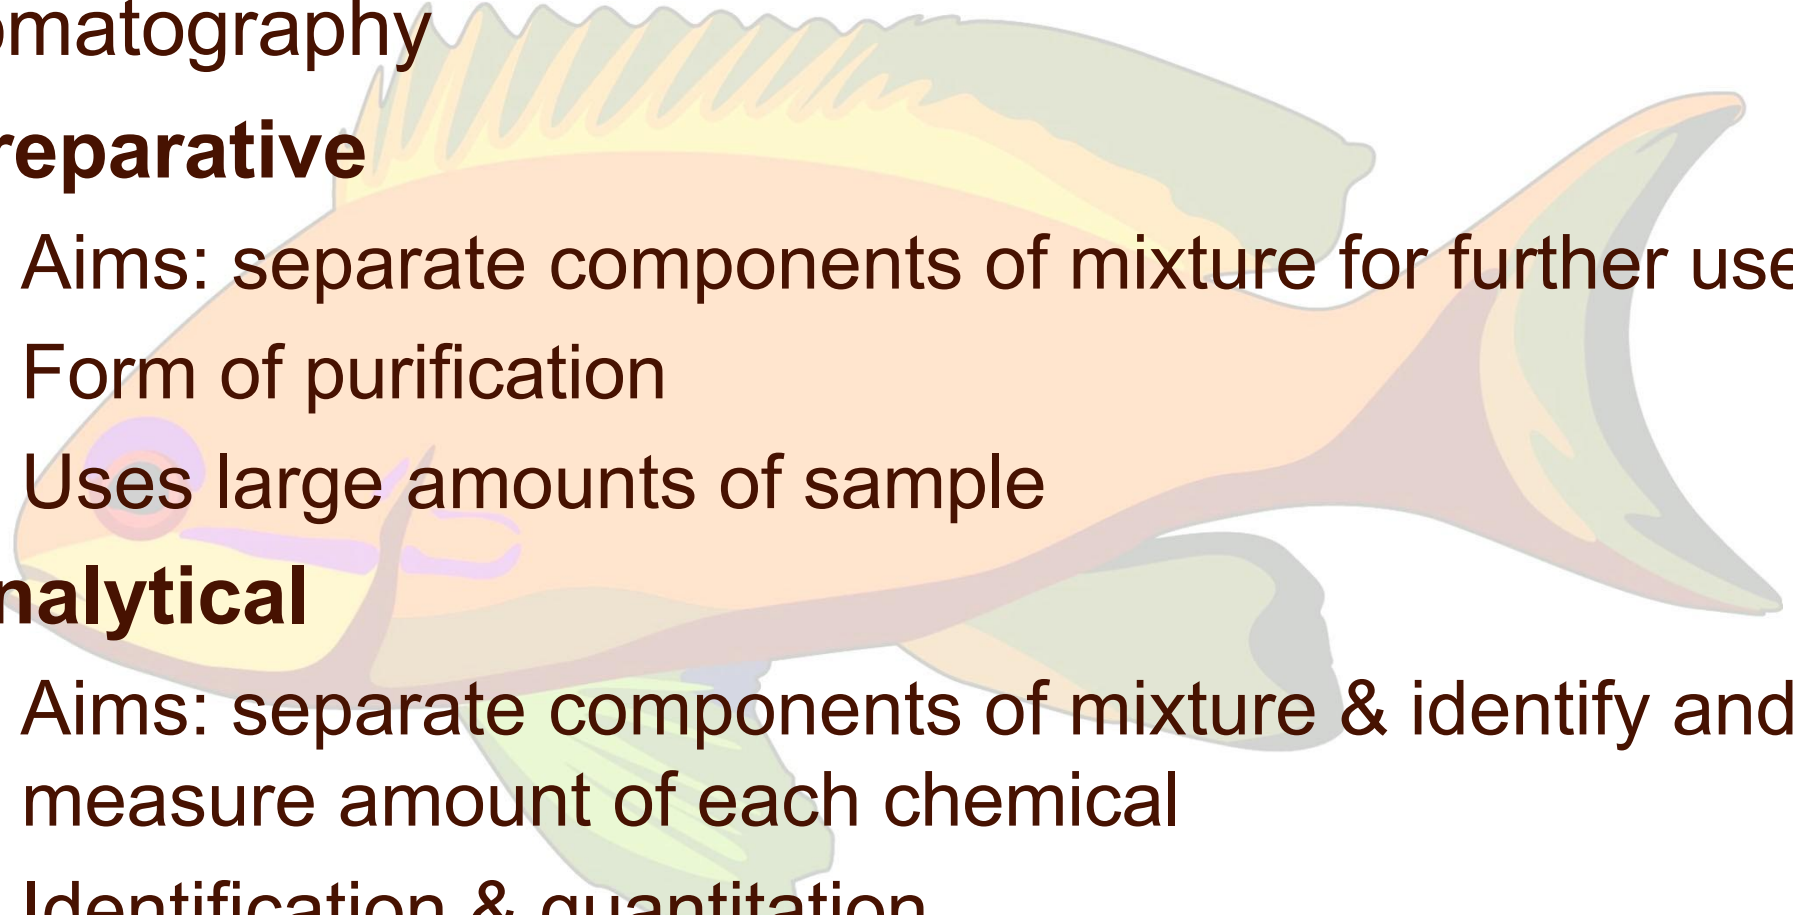 omatography
reparative
Aims: separate components of mixture for further use
Form of purification
Uses large amounts of sample
nalytical
Aims: separate components of mixture & identify and
measure amount of each chemical
Identification & quantitation